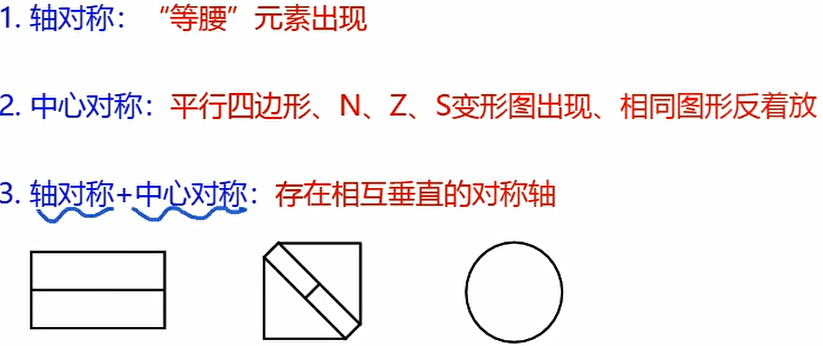 1. 轴对称：“等腰”元素出现
2. 中心对称：平行四边形、N、Z、S变形图出现、相同图形反着放
3. 轴对称+中心对称：存在相互垂直的对称轴